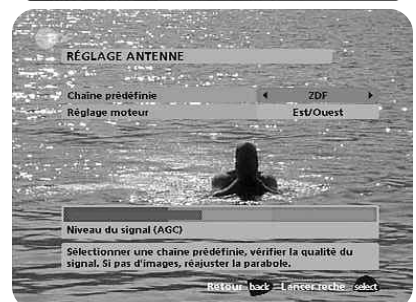 RÉGLAGE ANTENNE
Chaîne prédéfinie ZDF
Réglage moteur Est/Ouest
Niveau du signal (AGC)
Sélectionner une chaîne prédéfinie, vérifier la qualité du
signal. Si pas d'images, réajuster la parabole.
Retour back Lancer reche select